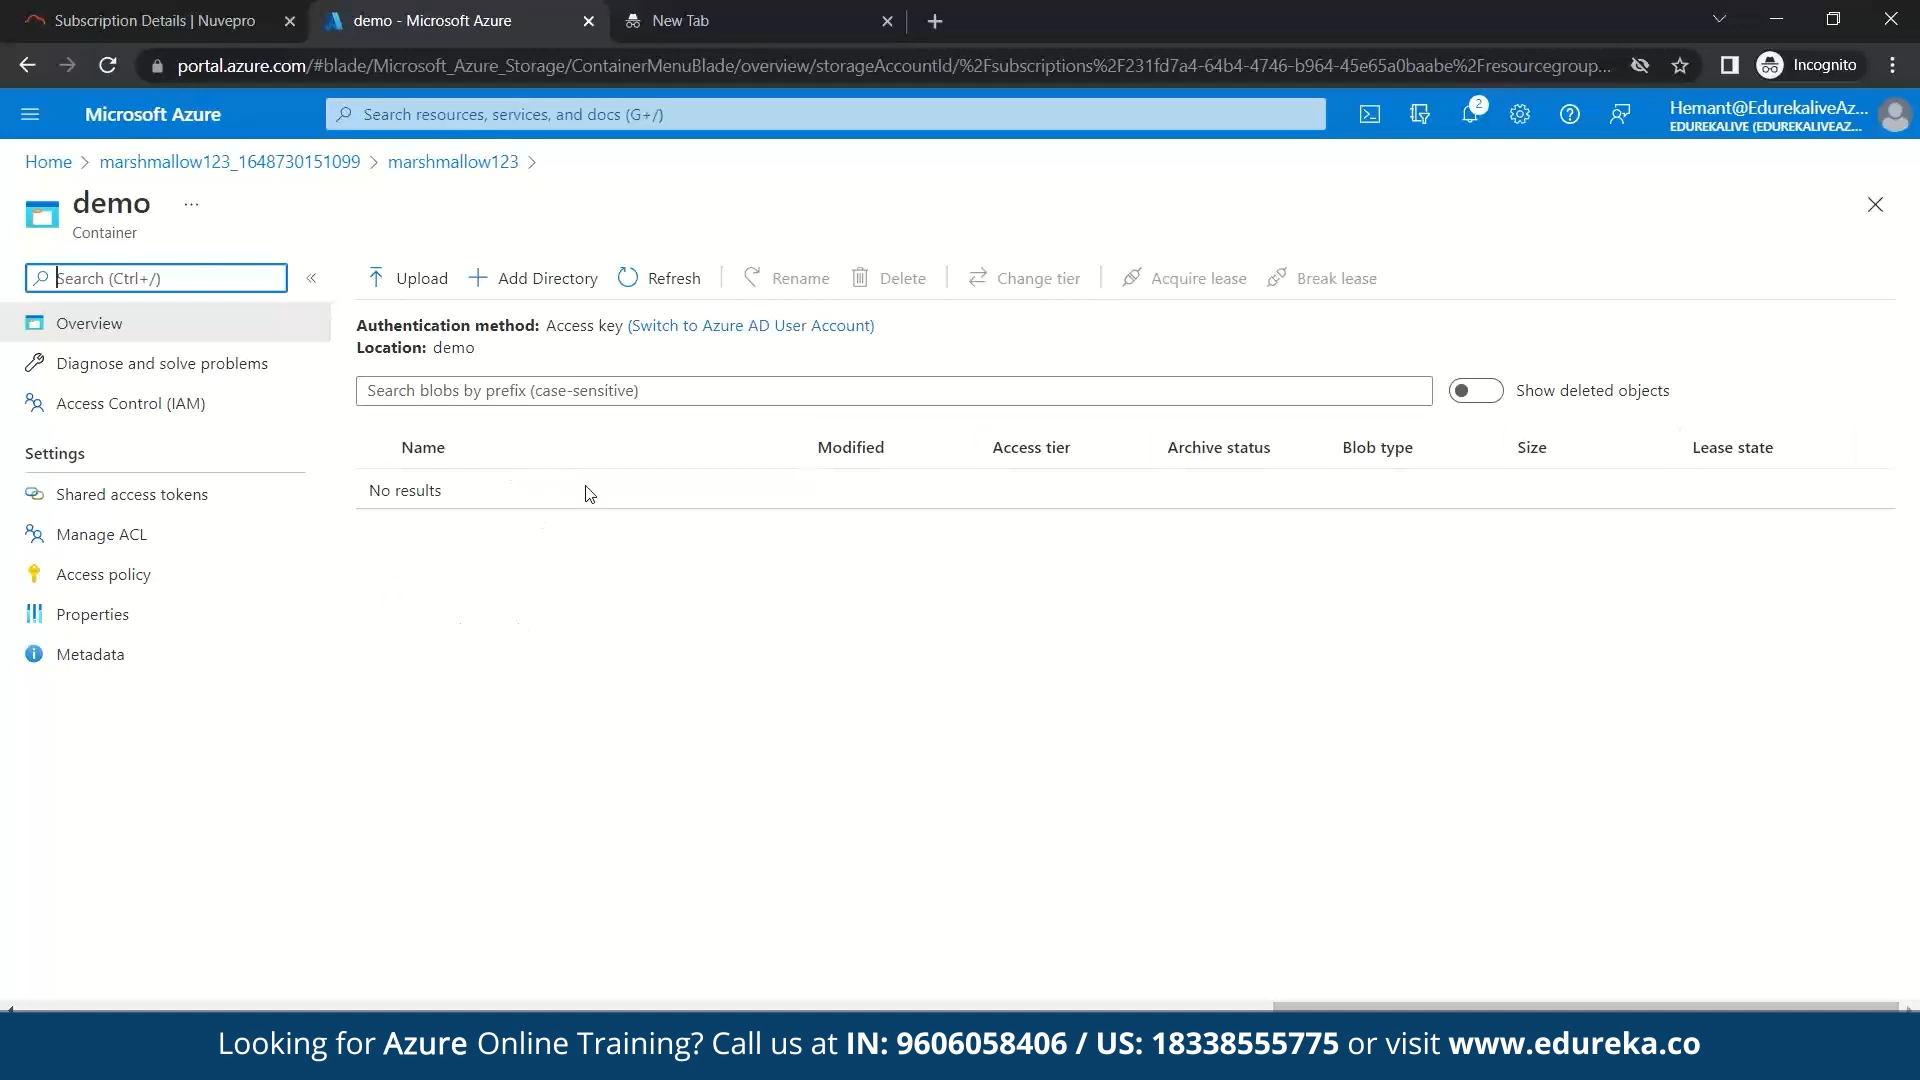 Subscription Details | Nuvepro
demo - Microsoft Azure
New Tab
portal.azure.com/#blade/Microsoft_Azure_Storage/ContainerMenuBlade/overview/storageAccountId/%2Fsubscriptions%2F231fd7a4-64b4-4746-b964-45e65a0baabe%2Fresourcegroup...
Incognito
Microsoft Azure
Search resources, services, and docs (G+/)
2
Hemant@EdurekaliveAz...
EDUREKALIVE (EDUREKALIVEAZ...
Home > marshmallow123_1648730151099 > marshmallow123 >
demo ...
Container
Search (Ctrl+/)
«
Upload
Add Directory
Refresh
Rename
Delete
Change tier
Acquire lease
Break lease
Overview
Diagnose and solve problems
Access Control (IAM)
Settings
Shared access tokens
Manage ACL
Access policy
Properties
Metadata
Authentication method: Access key (Switch to Azure AD User Account)
Location: demo
Search blobs by prefix (case-sensitive)
Show deleted objects
Name Modified Access tier Archive status Blob type Size Lease state
No results
Looking for Azure Online Training? Call us at IN: 9606058406 / US: 18338555775 or visit www.edureka.co